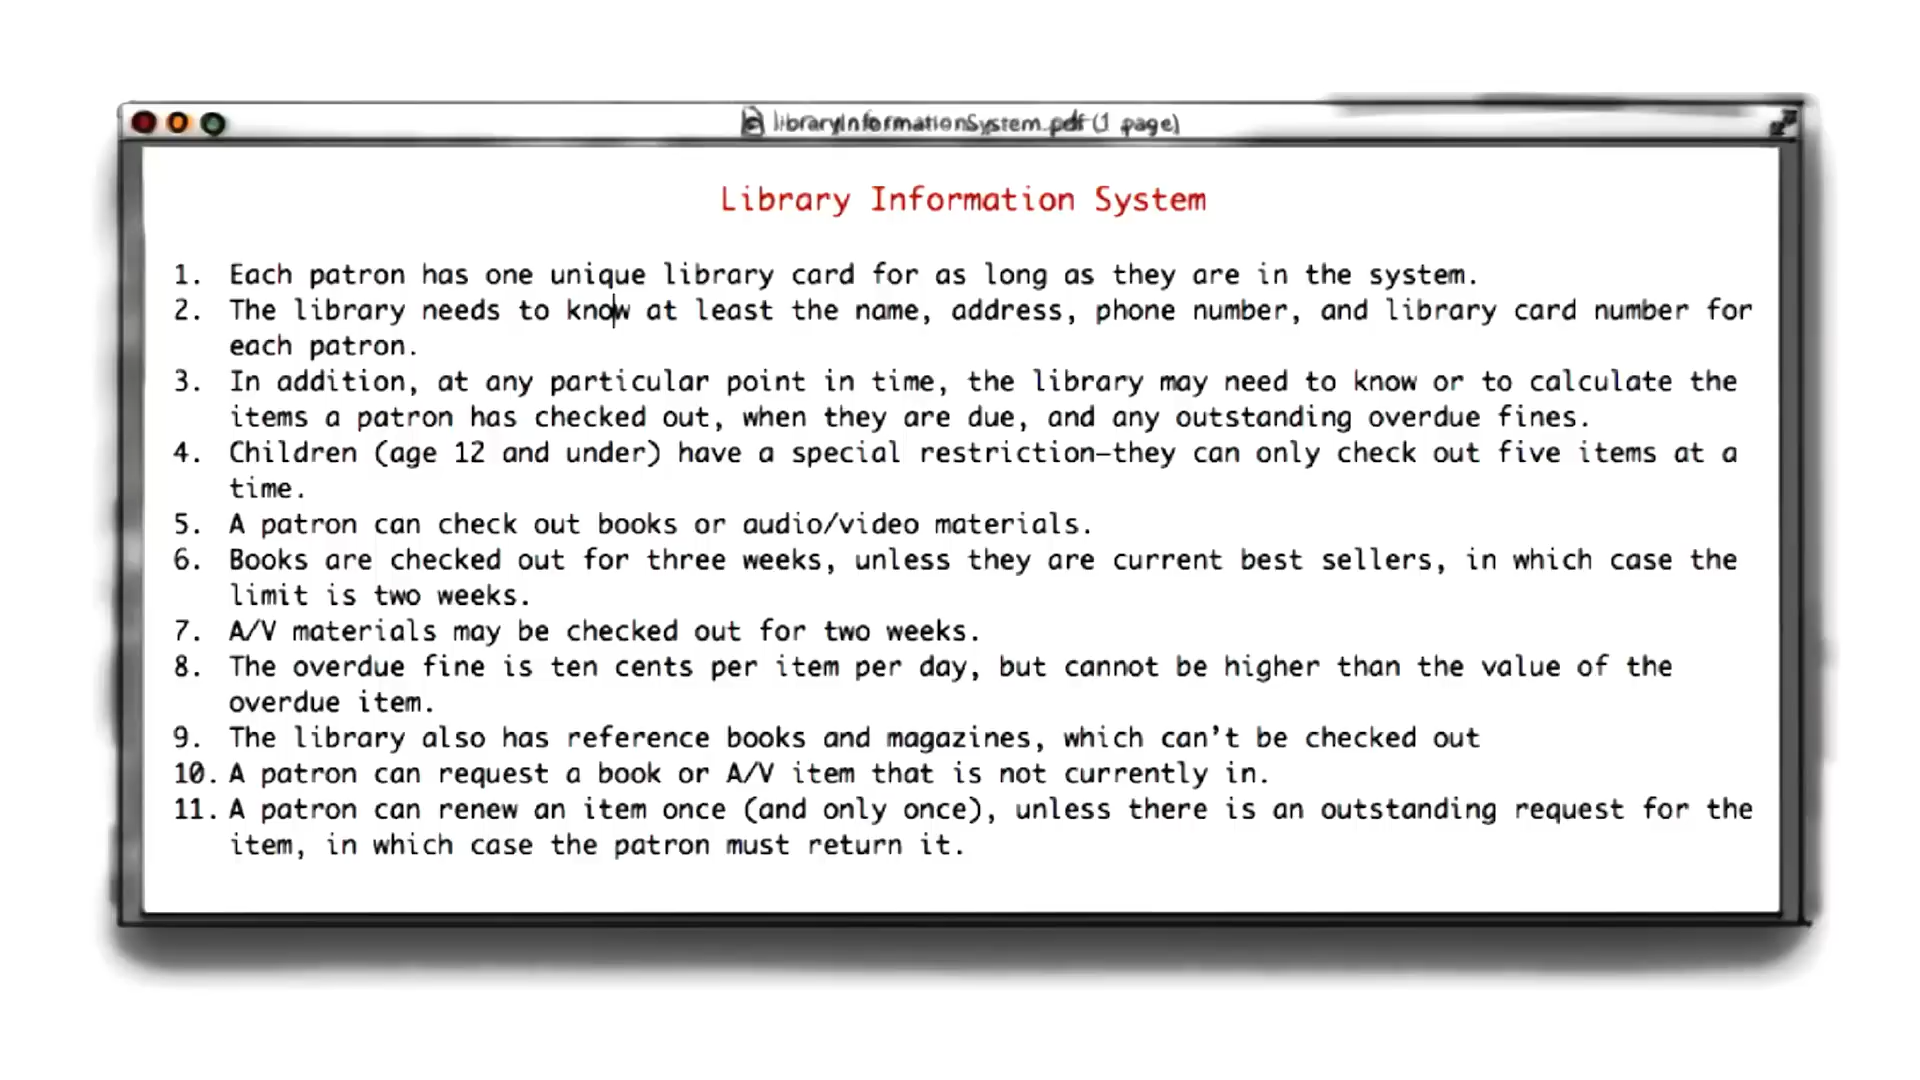 libraryInformationSystem.pdf (1 page)
Library Information System
1. Each patron has one unique library card for as long as they are in the system.
2. The library needs to know at least the name, address, phone number, and library card number for
each patron.
3. In addition, at any particular point in time, the library may need to know or to calculate the
items a patron has checked out, when they are due, and any outstanding overdue fines.
4. Children (age 12 and under) have a special restriction—they can only check out five items at a
time.
5. A patron can check out books or audio/video materials.
6. Books are checked out for three weeks, unless they are current best sellers, in which case the
limit is two weeks.
7. A/V materials may be checked out for two weeks.
8. The overdue fine is ten cents per item per day, but cannot be higher than the value of the
overdue item.
9. The library also has reference books and magazines, which can’t be checked out
10. A patron can request a book or A/V item that is not currently in.
11. A patron can renew an item once (and only once), unless there is an outstanding request for the
item, in which case the patron must return it.